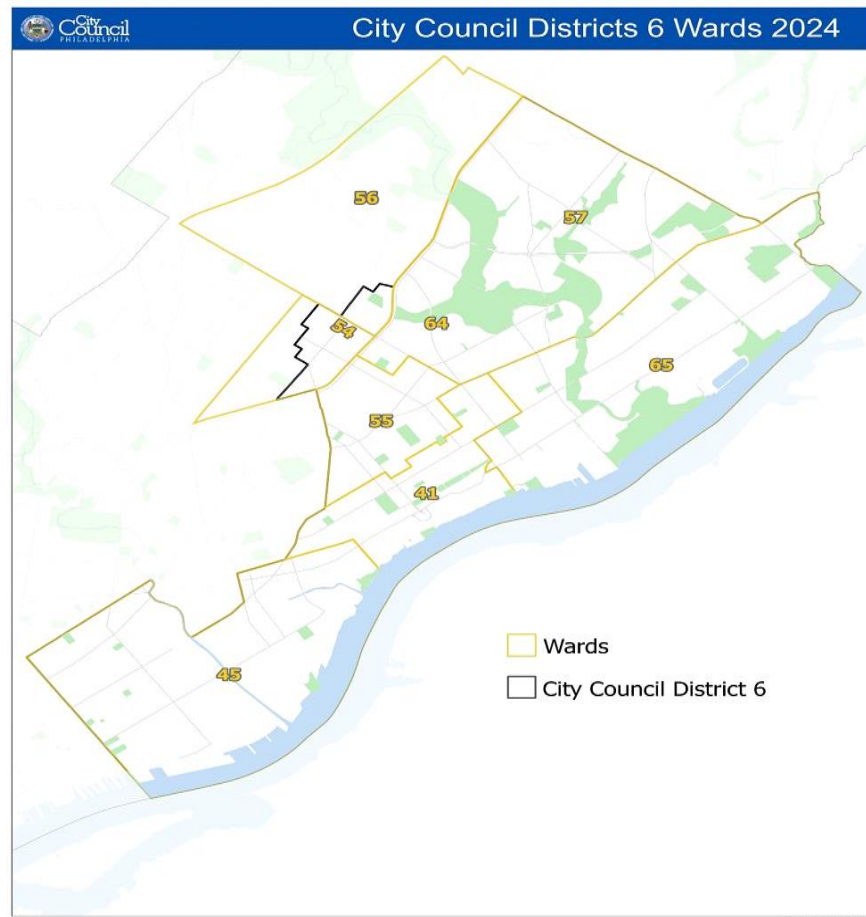 City
Council
PHILADELPHIA
City Council Districts 6 Wards 2024
56
57
54
64
65
55
41
45
Wards
City Council District 6